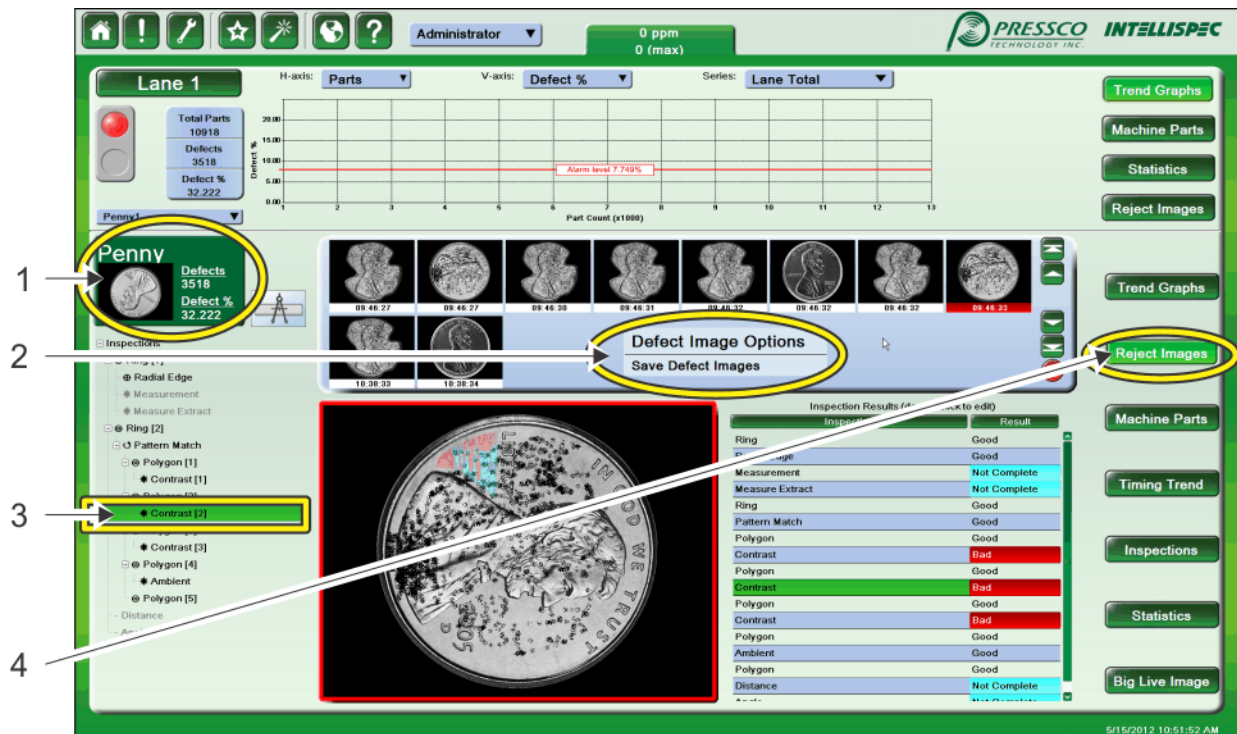 Administrator
0 ppm
0 (max)
PRESSCO
TECHNOLOGY INC.
INTELLISPEC
Lane 1
H-axis: Parts
V-axis: Defect %
Series: Lane Total
Trend Graphs
Machine Parts
Statistics
Reject Images
Total Parts
10918
Defects
3518
Defect %
32.222
Penny1
Defect %
20.00
15.00
10.00
5.00
0.00
Alarm level 7.749%
1 2 3 4 5 6 7 8 9 10 11 12 13
Part Count (x1000)
1
Penny
Defects
3518
Defect %
32.222
09:46:27 09:46:27 09:46:30 09:46:31 09:46:32 09:46:32 09:46:32 09:46:33
10:38:33 10:38:34
2
Defect Image Options
Save Defect Images
Trend Graphs
Reject Images
Machine Parts
Timing Trend
Inspections
Statistics
Big Live Image
Inspections
Ring [1]
Radial Edge
Measurement
Measure Extract
Ring [2]
Pattern Match
Polygon [1]
Contrast [1]
3
Contrast [2]
Contrast [3]
Polygon [4]
Ambient
Polygon [5]
Distance
4
IN GOD WE TRUST
D
Inspection Results
to edit)
Result
Ring Good
Good
Measurement Not Complete
Measure Extract Not Complete
Ring Good
Pattern Match Good
Polygon Good
Contrast Bad
Polygon Good
Contrast Bad
Polygon Good
Contrast Bad
Polygon Good
Ambient Good
Polygon Good
Distance Not Complete
5/15/2012 10:51:52 AM